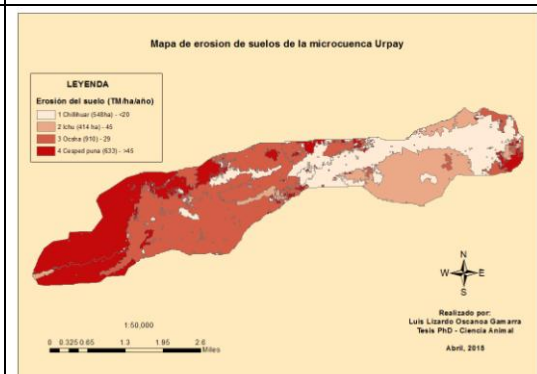 Mapa de erosion de suelos de la microcuenca Urpay
LEYENDA
Erosión del suelo (TM/ha/año)
1 Chillihuar (548ha) - <29
2 Ichu (414 ha) - 45
3 Ocsha (910) - 29
4 Cesped puna (633) - >45
N
W E
S
1:50,000
0 0.325 0.65 1.3 1.95 2.6
Miles
Realizado por:
Luis Lizardo Oscanoa Gamarra
Tesis PhD - Ciencia Animal
Abril, 2015